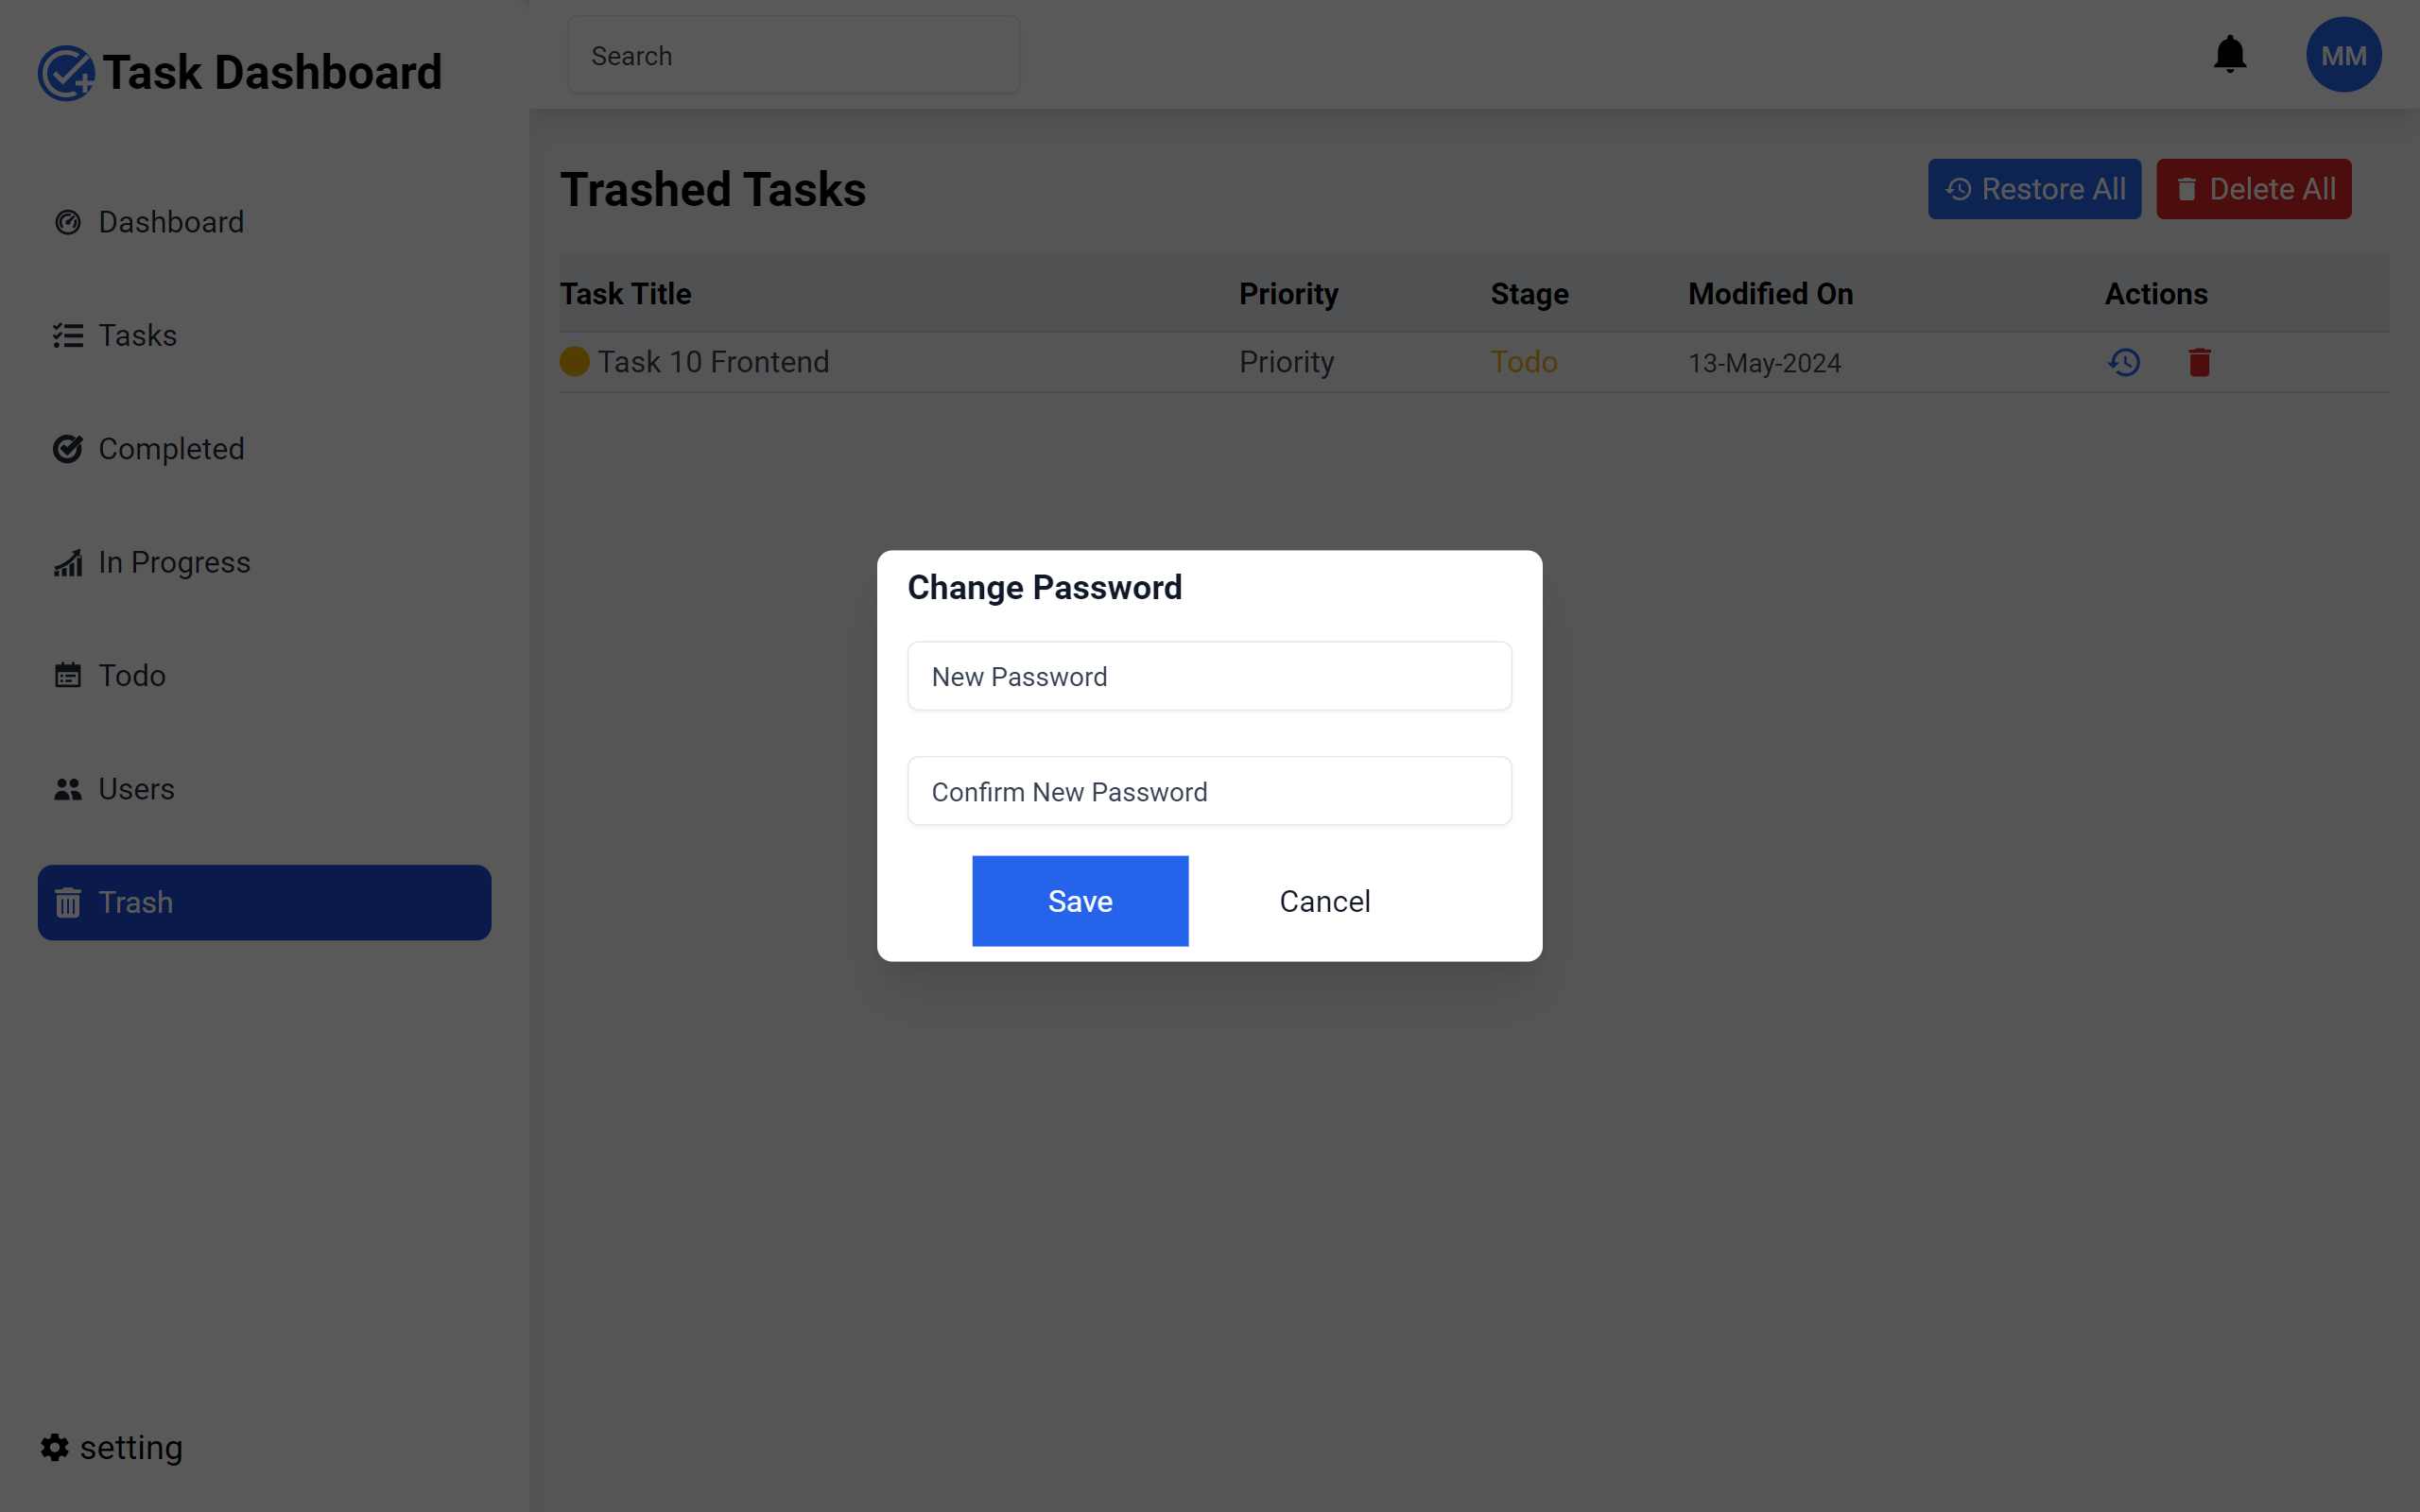 Task Dashboard
Search
MM
Dashboard
Tasks
Completed
In Progress
Todo
Users
Trash
setting
Trashed Tasks
Restore All
Delete All
Task Title Priority Stage Modified On Actions
Task 10 Frontend Priority Todo 13-May-2024
Change Password
New Password
Confirm New Password
Save Cancel